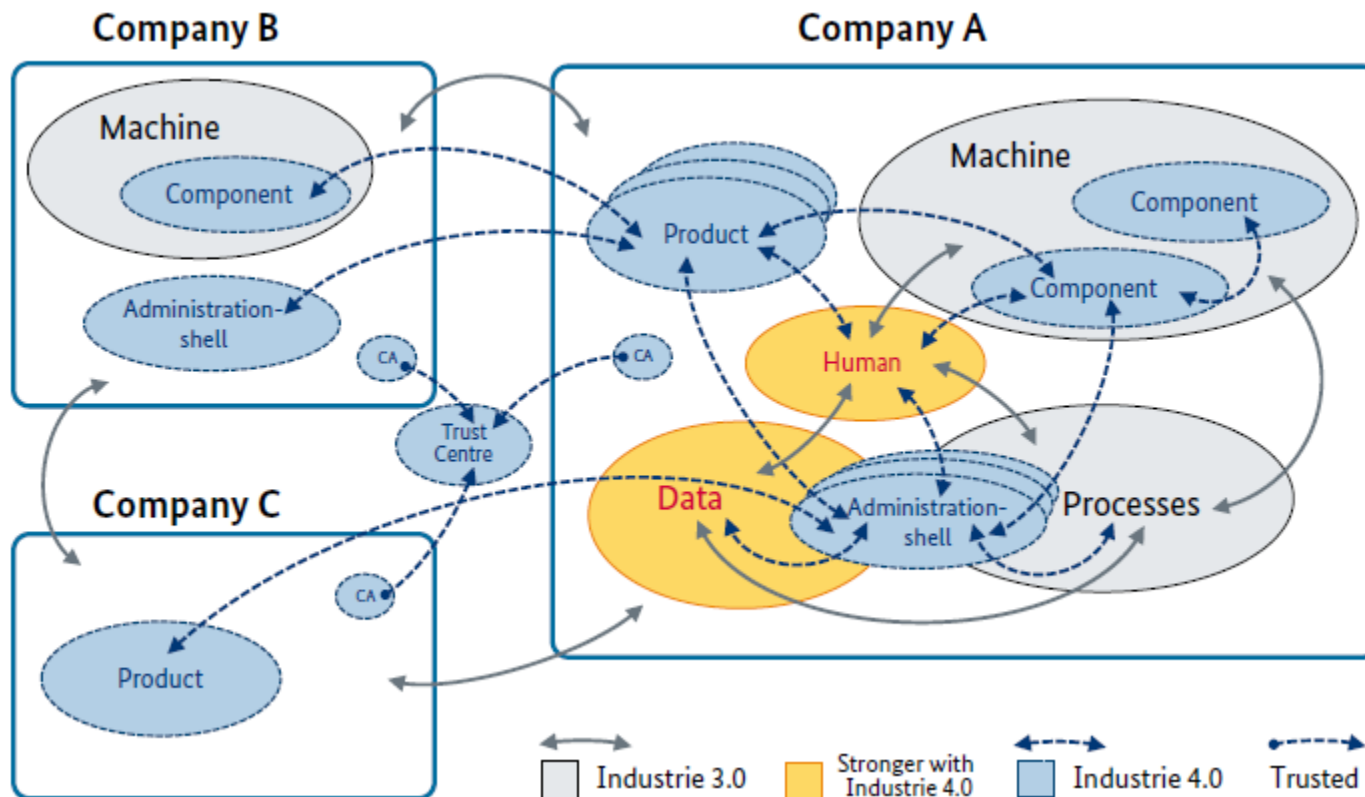 Company B
Company A
Machine
Component
Administration-
shell
CA
Product
Machine
Component
Component
Human
CA
Trust
Centre
Data
Administration-
shell
Processes
Company C
CA
Product
Industrie 3.0
Stronger with
Industrie 4.0
Industrie 4.0
Trusted